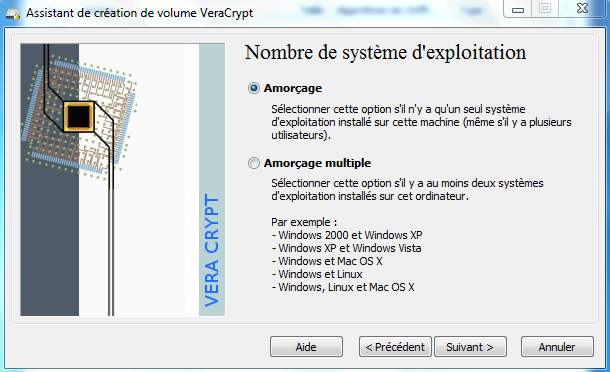 Assistant de création de volume VeraCrypt
Nombre de système d'exploitation
Amorçage
Sélectionner cette option s'il n'y a qu'un seul système
d'exploitation installé sur cette machine (même s'il y a plusieurs
utilisateurs).
Amorçage multiple
Sélectionner cette option s'il y a au moins deux systèmes
d'exploitation installés sur cet ordinateur.
Par exemple :
- Windows 2000 et Windows XP
- Windows XP et Windows Vista
- Windows et Mac OS X
- Windows et Linux
- Windows, Linux et Mac OS X
VERA CRYPT
Aide
< Précédent
Suivant >
Annuler